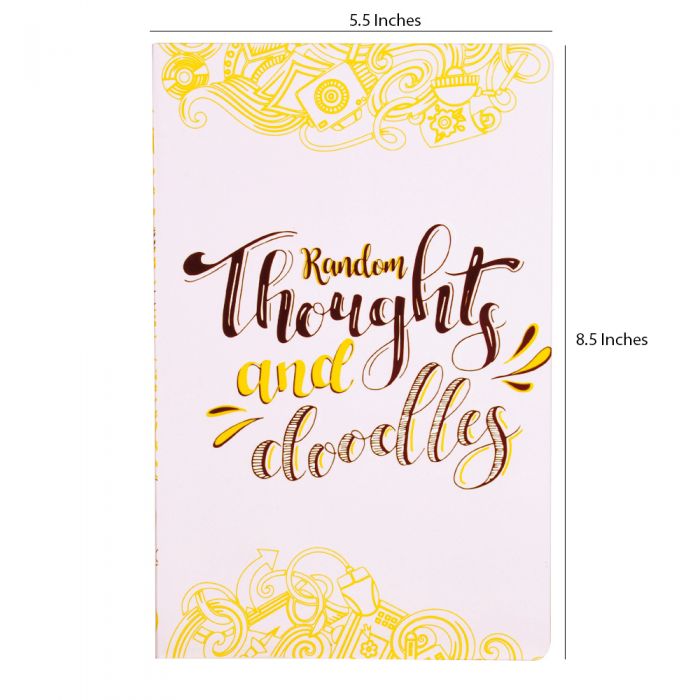 5.5 Inches
Random
Thoughts
and
doodles
8.5 Inches